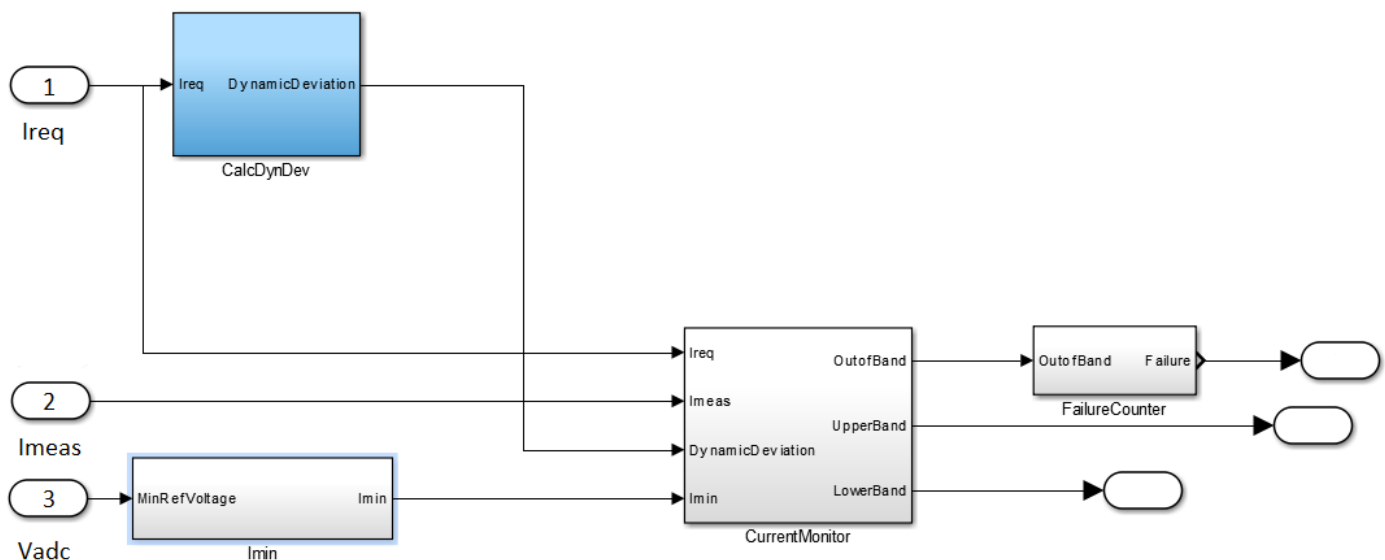 1
Ireq
Ireq DynamicDeviation
CalcDynDev
2
Imeas
3
Vadc
MinRefVoltage Imin
Imin
Ireq OutofBand
Imeas
UpperBand
DynamicDeviation
LowerBand
Imin
CurrentMonitor
OutofBand Failure
FailureCounter